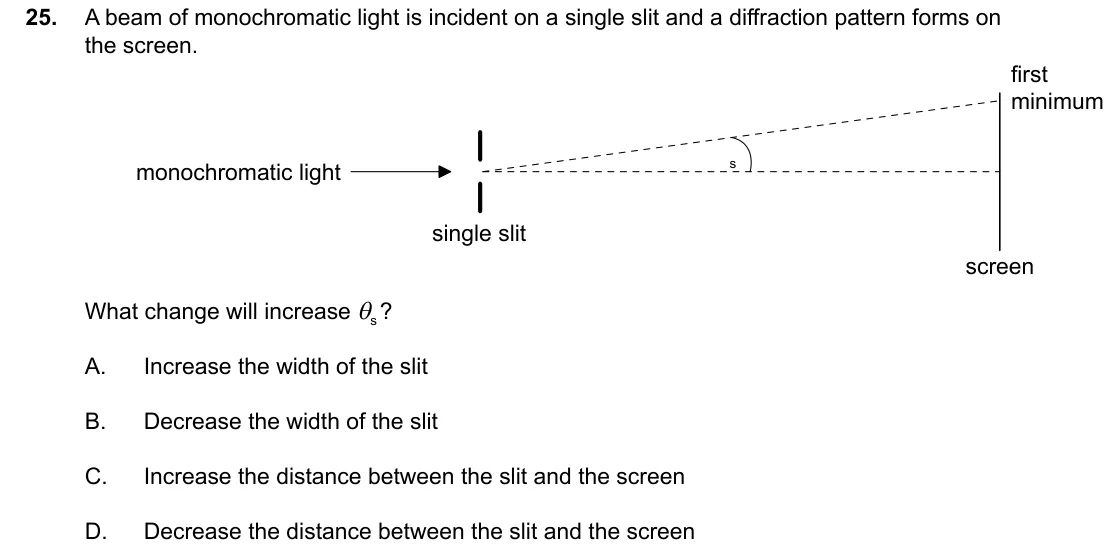 25. A beam of monochromatic light is incident on a single slit and a diffraction pattern forms on
the screen.
first
minimum
s
monochromatic light
single slit
screen
What change will increase θₛ?
A. Increase the width of the slit
B. Decrease the width of the slit
C. Increase the distance between the slit and the screen
D. Decrease the distance between the slit and the screen